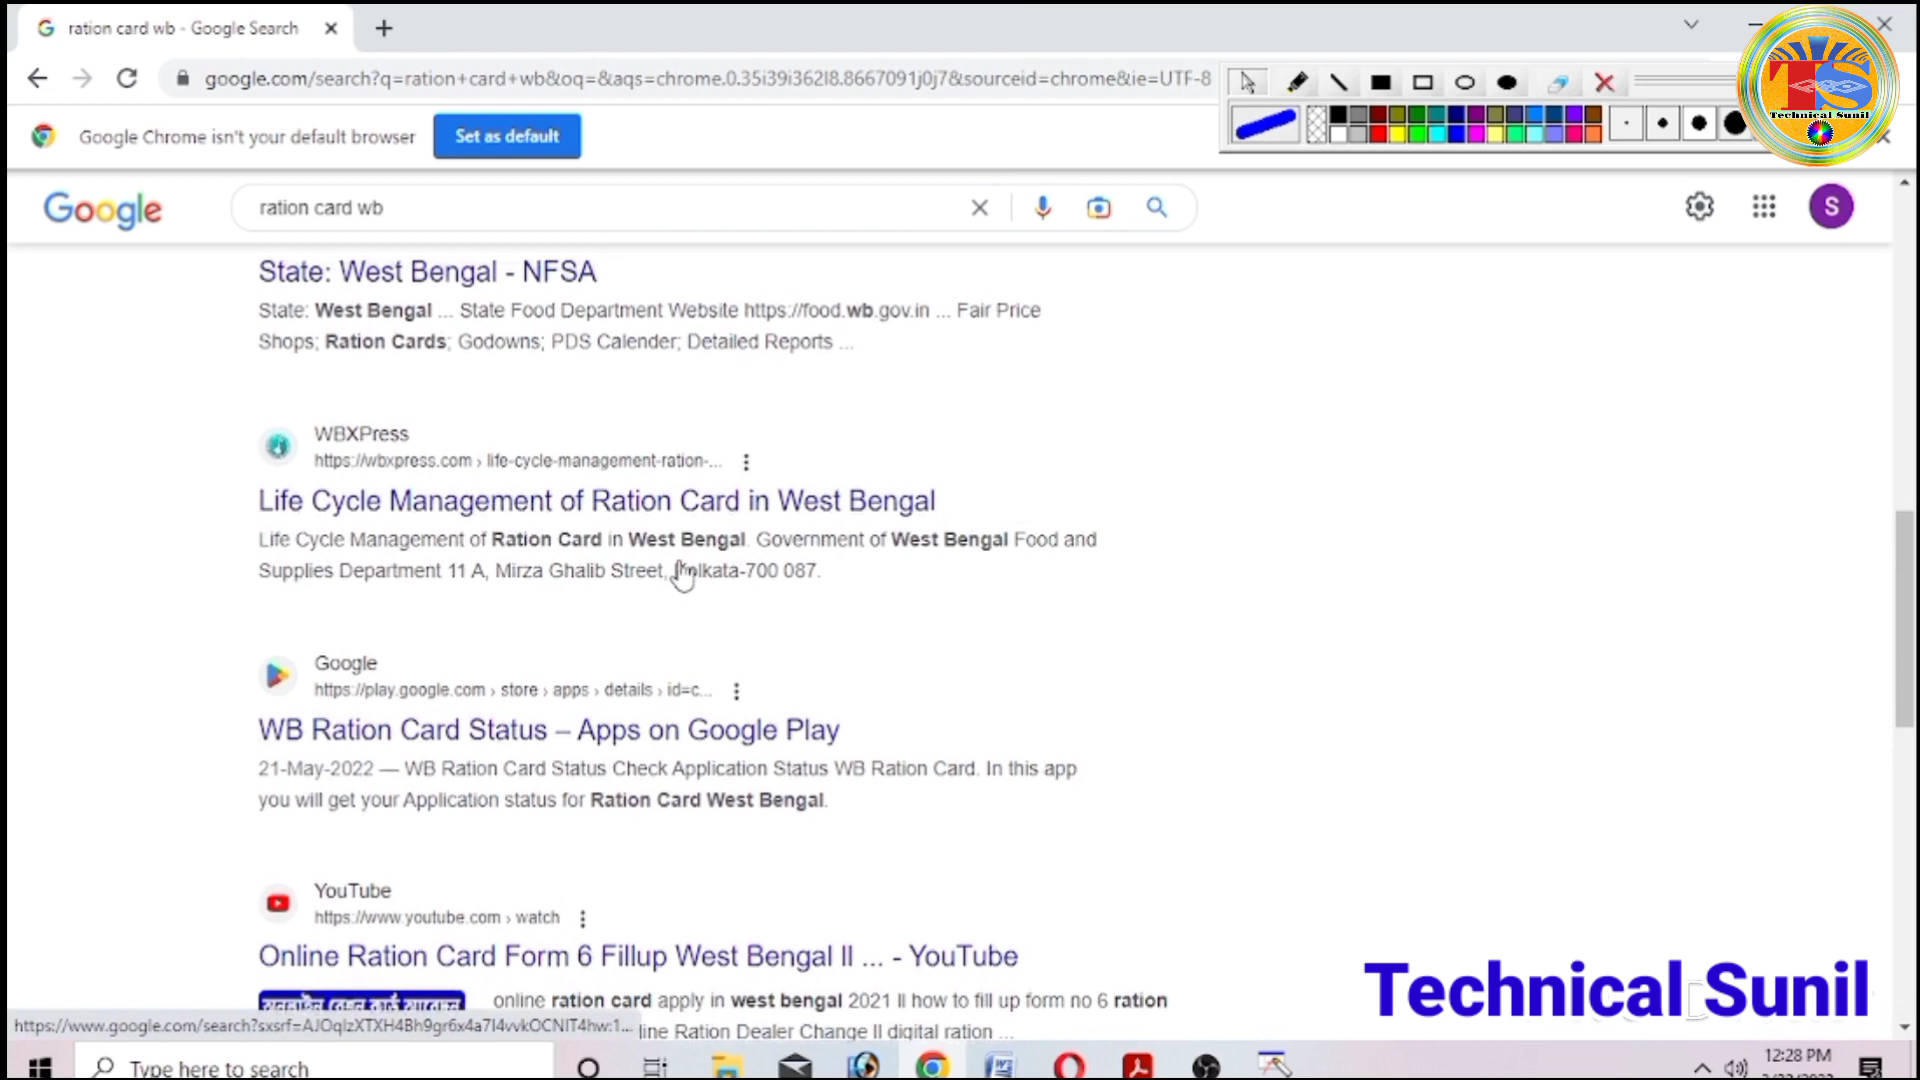 ration card wb - Google Search
google.com/search?q=ration+card+wb&oq=&aqs=chrome.0.35i39i362l8.8667091j0j7&sourceid=chrome&ie=UTF-8
TS
Technical Sunil
Google Chrome isn't your default browser
Set as default
Google
ration card wb
S
State: West Bengal - NFSA
State: West Bengal ... State Food Department Website https://food.wb.gov.in ... Fair Price
Shops; Ration Cards; Godowns; PDS Calender; Detailed Reports ...
WBXPress
https://wbxpress.com › life-cycle-management-ration-...
Life Cycle Management of Ration Card in West Bengal
Life Cycle Management of Ration Card in West Bengal. Government of West Bengal Food and
Supplies Department 11 A, Mirza Ghalib Street, Kolkata-700 087.
Google
https://play.google.com › store › apps › details › id=c...
WB Ration Card Status – Apps on Google Play
21-May-2022 — WB Ration Card Status Check Application Status WB Ration Card. In this app
you will get your Application status for Ration Card West Bengal.
YouTube
https://www.youtube.com › watch
Online Ration Card Form 6 Fillup West Bengal II ... - YouTube
online ration card apply in west bengal 2021 II how to fill up form no 6 ration
line Ration Dealer Change II digital ration ...
Technical Sunil
Type here to search
12:28 PM